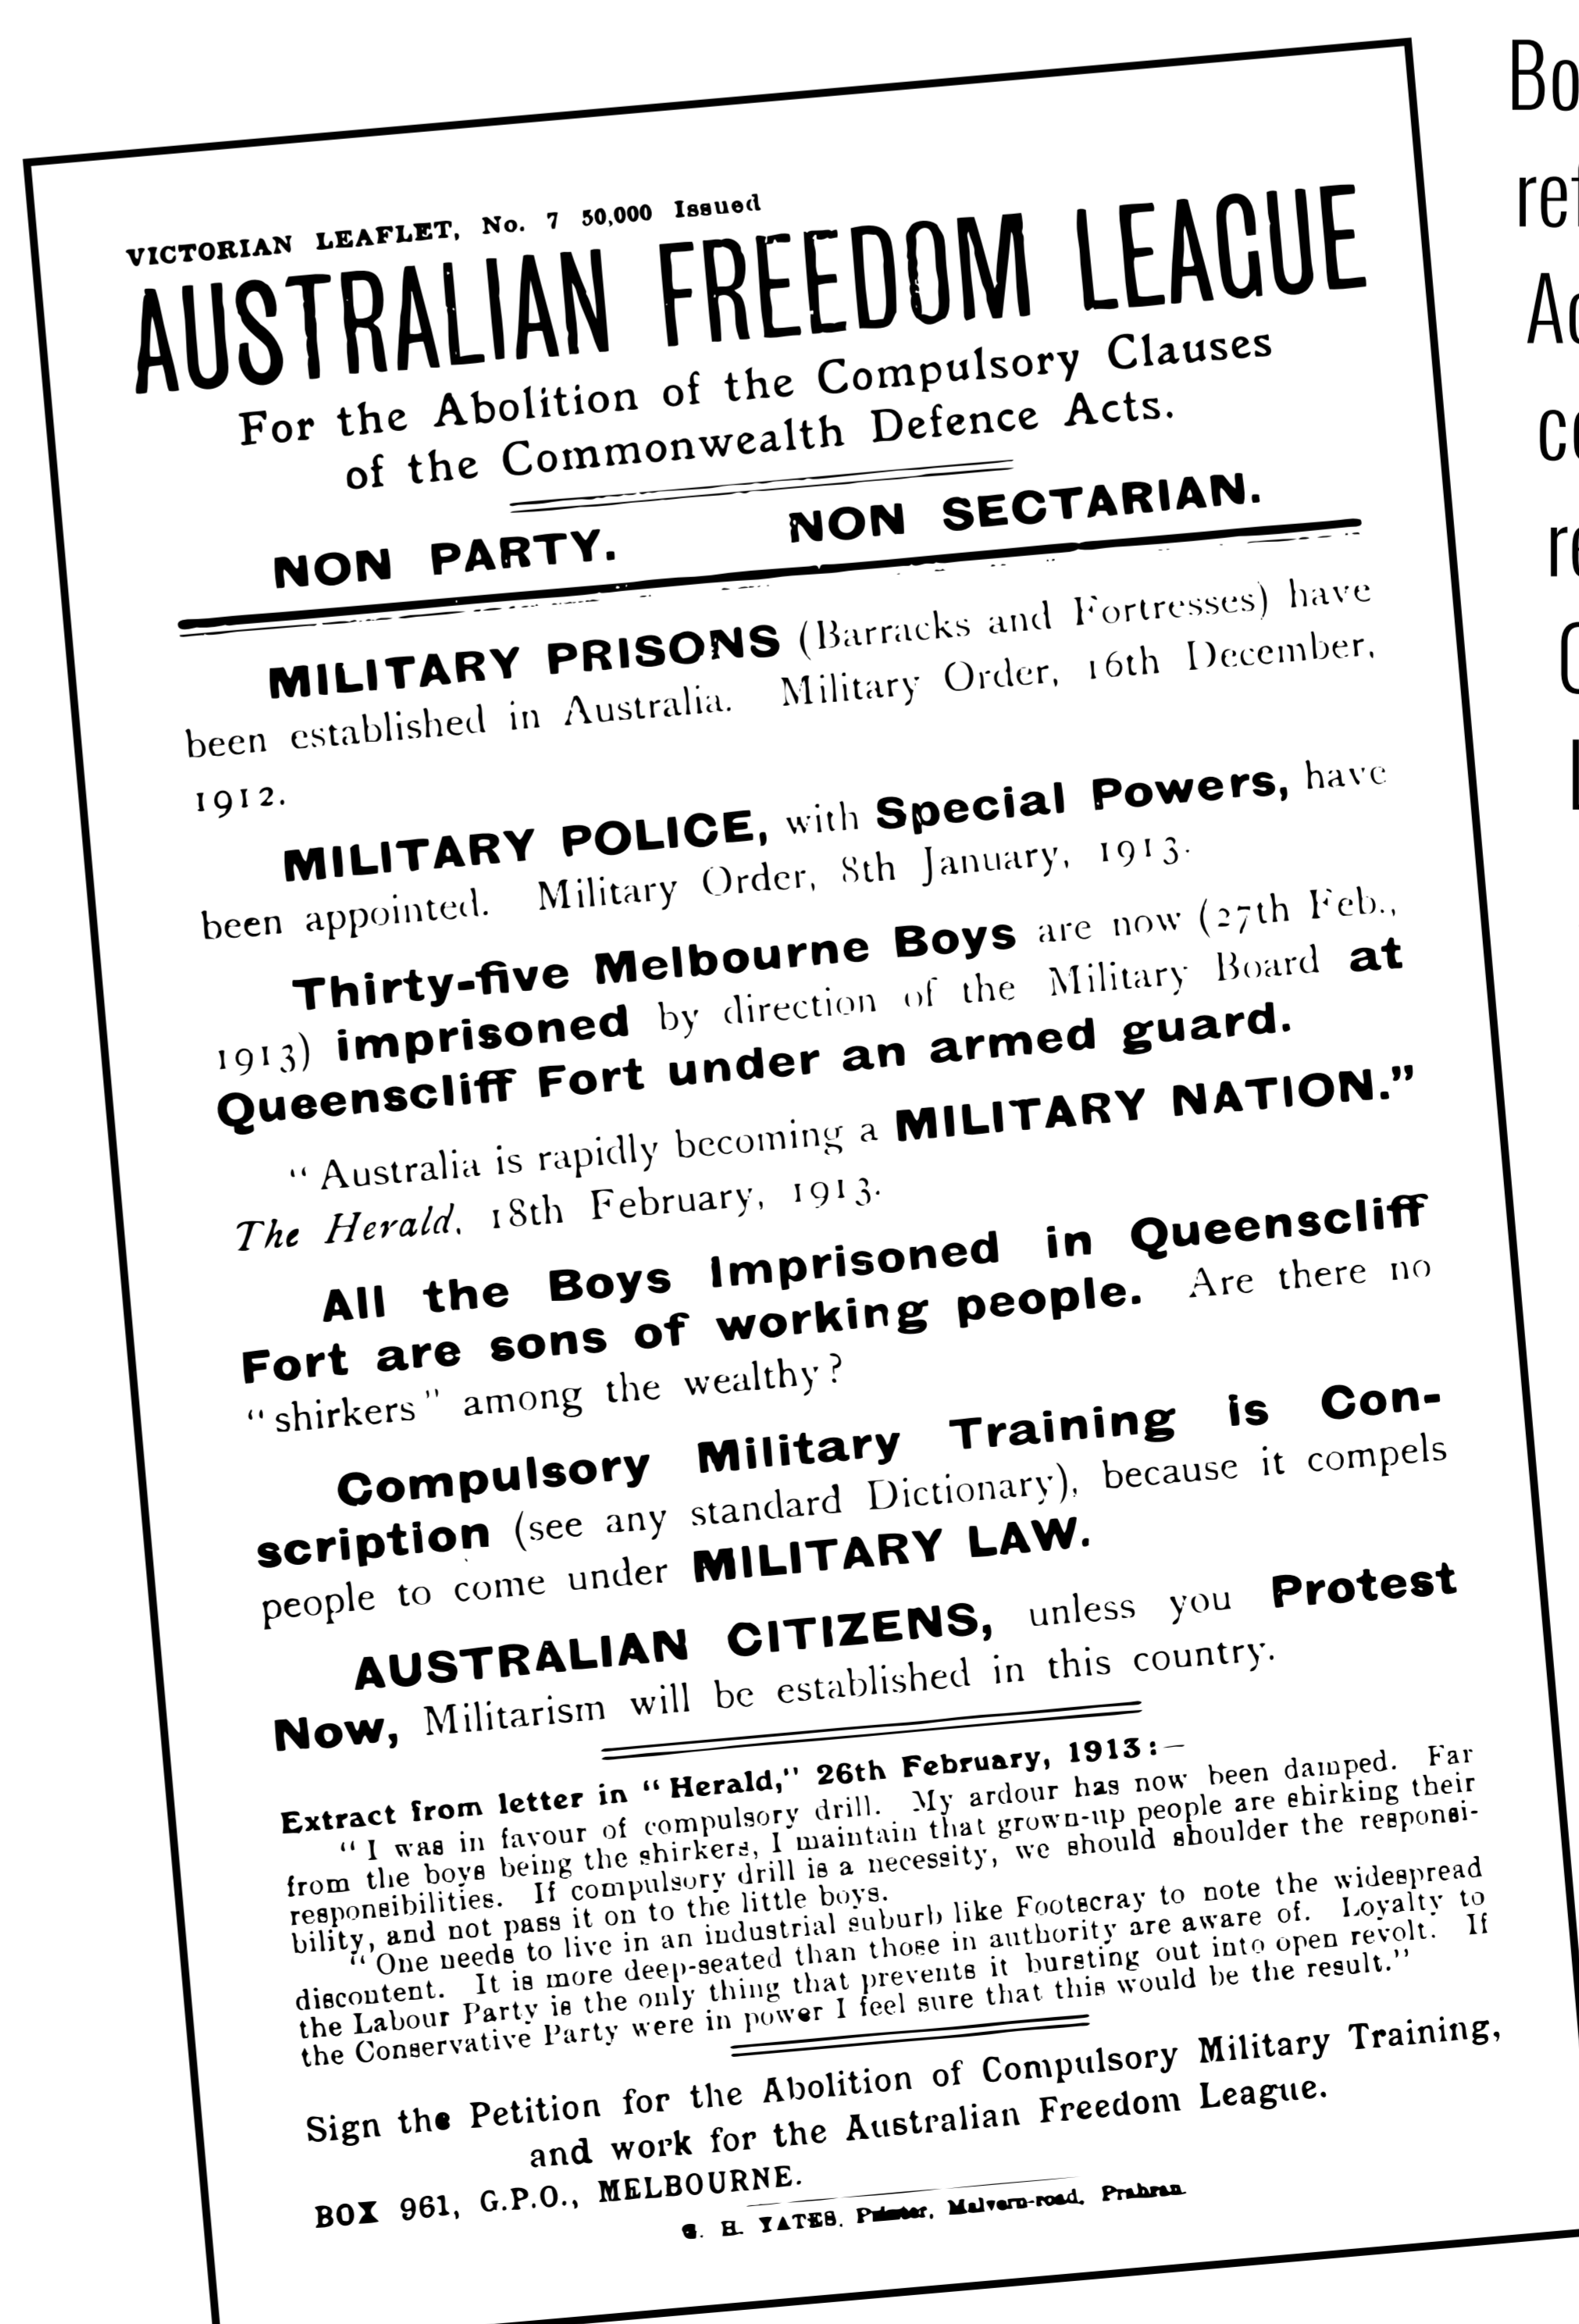 VICTORIAN LEAFLET, No. 7 50,000 Issued
AUSTRALIAN FREEDOM LEAGUE
For the Abolition of the Compulsory Clauses
of the Commonwealth Defence Acts.
NON PARTY. NON SECTARIAN.
MILITARY PRISONS (Barracks and Fortresses) have
been established in Australia. Military Order, 16th December,
1912.
MILITARY POLICE, with Special Powers, have
been appointed. Military Order, 8th January, 1913.
Thirty-five Melbourne Boys are now (27th Feb.,
1913) imprisoned by direction of the Military Board at
Queenscliff Fort under an armed guard.
“Australia is rapidly becoming a MILITARY NATION.”
The Herald, 18th February, 1913.
All the Boys Imprisoned in Queenscliff
Fort are sons of working people. Are there no
“shirkers” among the wealthy?
Compulsory Military Training is Con-
scription (see any standard Dictionary), because it compels
people to come under MILITARY LAW.
AUSTRALIAN CITIZENS, unless you Protest
Now, Militarism will be established in this country.
Extract from letter in “Herald,” 26th February, 1913:—
“I was in favour of compulsory drill. My ardour has now been damped. Far
from the boys being the shirkers, I maintain that grown-up people are shirking their
responsibilities. If compulsory drill is a necessity, we should shoulder the responsi-
bility, and not pass it on to the little boys.
“One needs to live in an industrial suburb like Footscray to note the widespread
discontent. It is more deep-seated than those in authority are aware of. Loyalty to
the Labour Party is the only thing that prevents it bursting out into open revolt. If
the Conservative Party were in power I feel sure that this would be the result.”
Sign the Petition for the Abolition of Compulsory Military Training,
and work for the Australian Freedom League.
BOX 961, G.P.O., MELBOURNE.
G. H. YATES, Printer, Malvern-road, Prahran